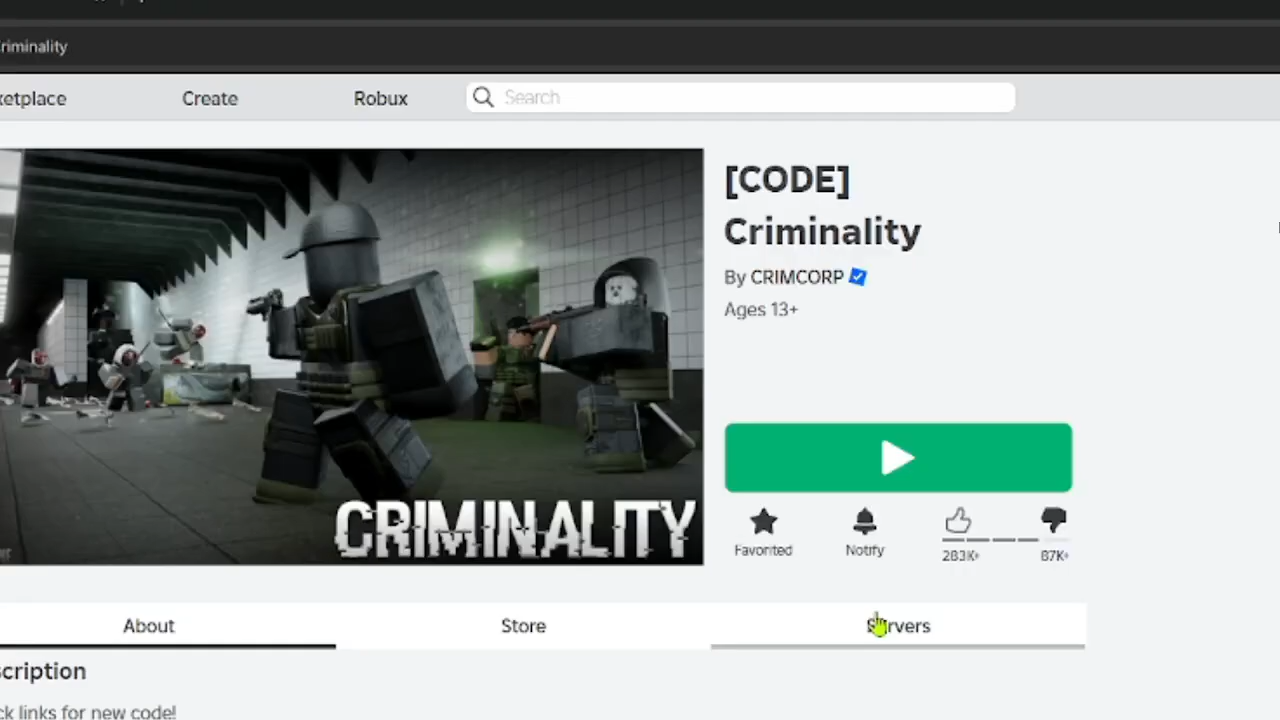 riminality
etplace
Create
Robux
Search
[CODE]
Criminality
By CRIMCORP
Ages 13+
CRIMINALITY
Favorited
Notify
283K+
87K+
About
Store
Servers
scription
ck links for new code!